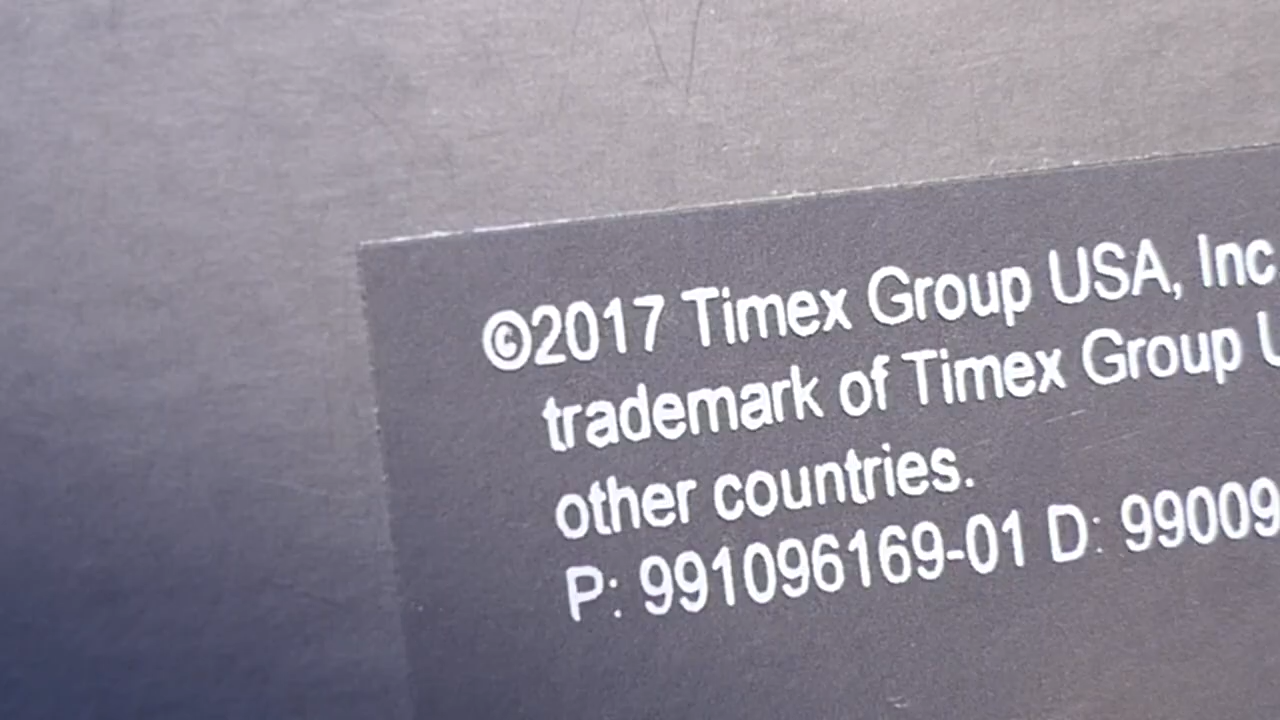 ©2017 Timex Group USA, Inc
trademark of Timex Group
other countries.
P: 991096169-01 D: 99009